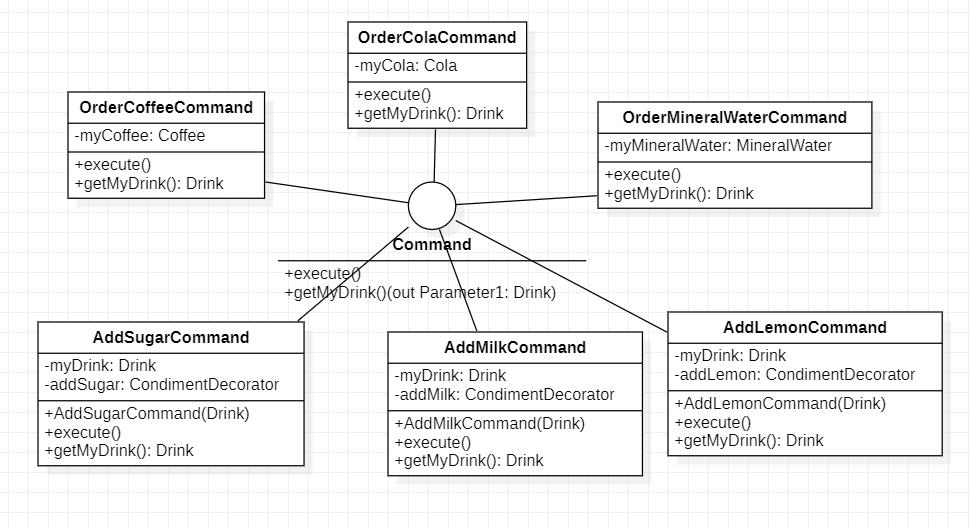 OrderColaCommand
-myCola: Cola
+execute()
+getMyDrink(): Drink
OrderCoffeeCommand
-myCoffee: Coffee
+execute()
+getMyDrink(): Drink
OrderMineralWaterCommand
-myMineralWater: MineralWater
+execute()
+getMyDrink(): Drink
Command
+execute()
+getMyDrink()(out Parameter1: Drink)
AddSugarCommand
-myDrink: Drink
-addSugar: CondimentDecorator
+AddSugarCommand(Drink)
+execute()
+getMyDrink(): Drink
AddMilkCommand
-myDrink: Drink
-addMilk: CondimentDecorator
+AddMilkCommand(Drink)
+execute()
+getMyDrink(): Drink
AddLemonCommand
-myDrink: Drink
-addLemon: CondimentDecorator
+AddLemonCommand(Drink)
+execute()
+getMyDrink(): Drink